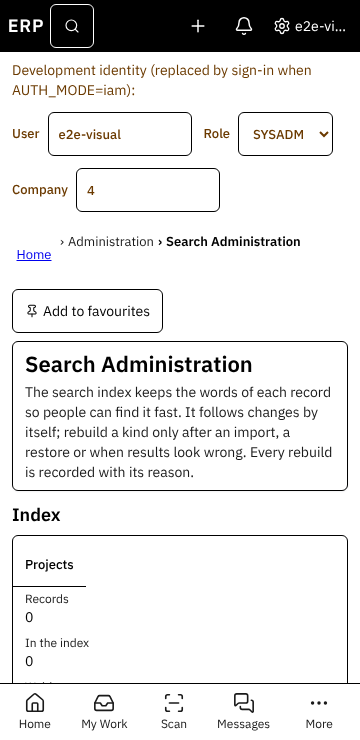 ERP e2e-vi...
Development identity (replaced by sign-in when
AUTH_MODE=iam):
User e2e-visual Role SYSADM
Company 4
Home › Administration › Search Administration
Add to favourites
Search Administration
The search index keeps the words of each record
so people can find it fast. It follows changes by
itself; rebuild a kind only after an import, a
restore or when results look wrong. Every rebuild
is recorded with its reason.
Index
Projects
Records
0
In the index
0
Home My Work Scan Messages More